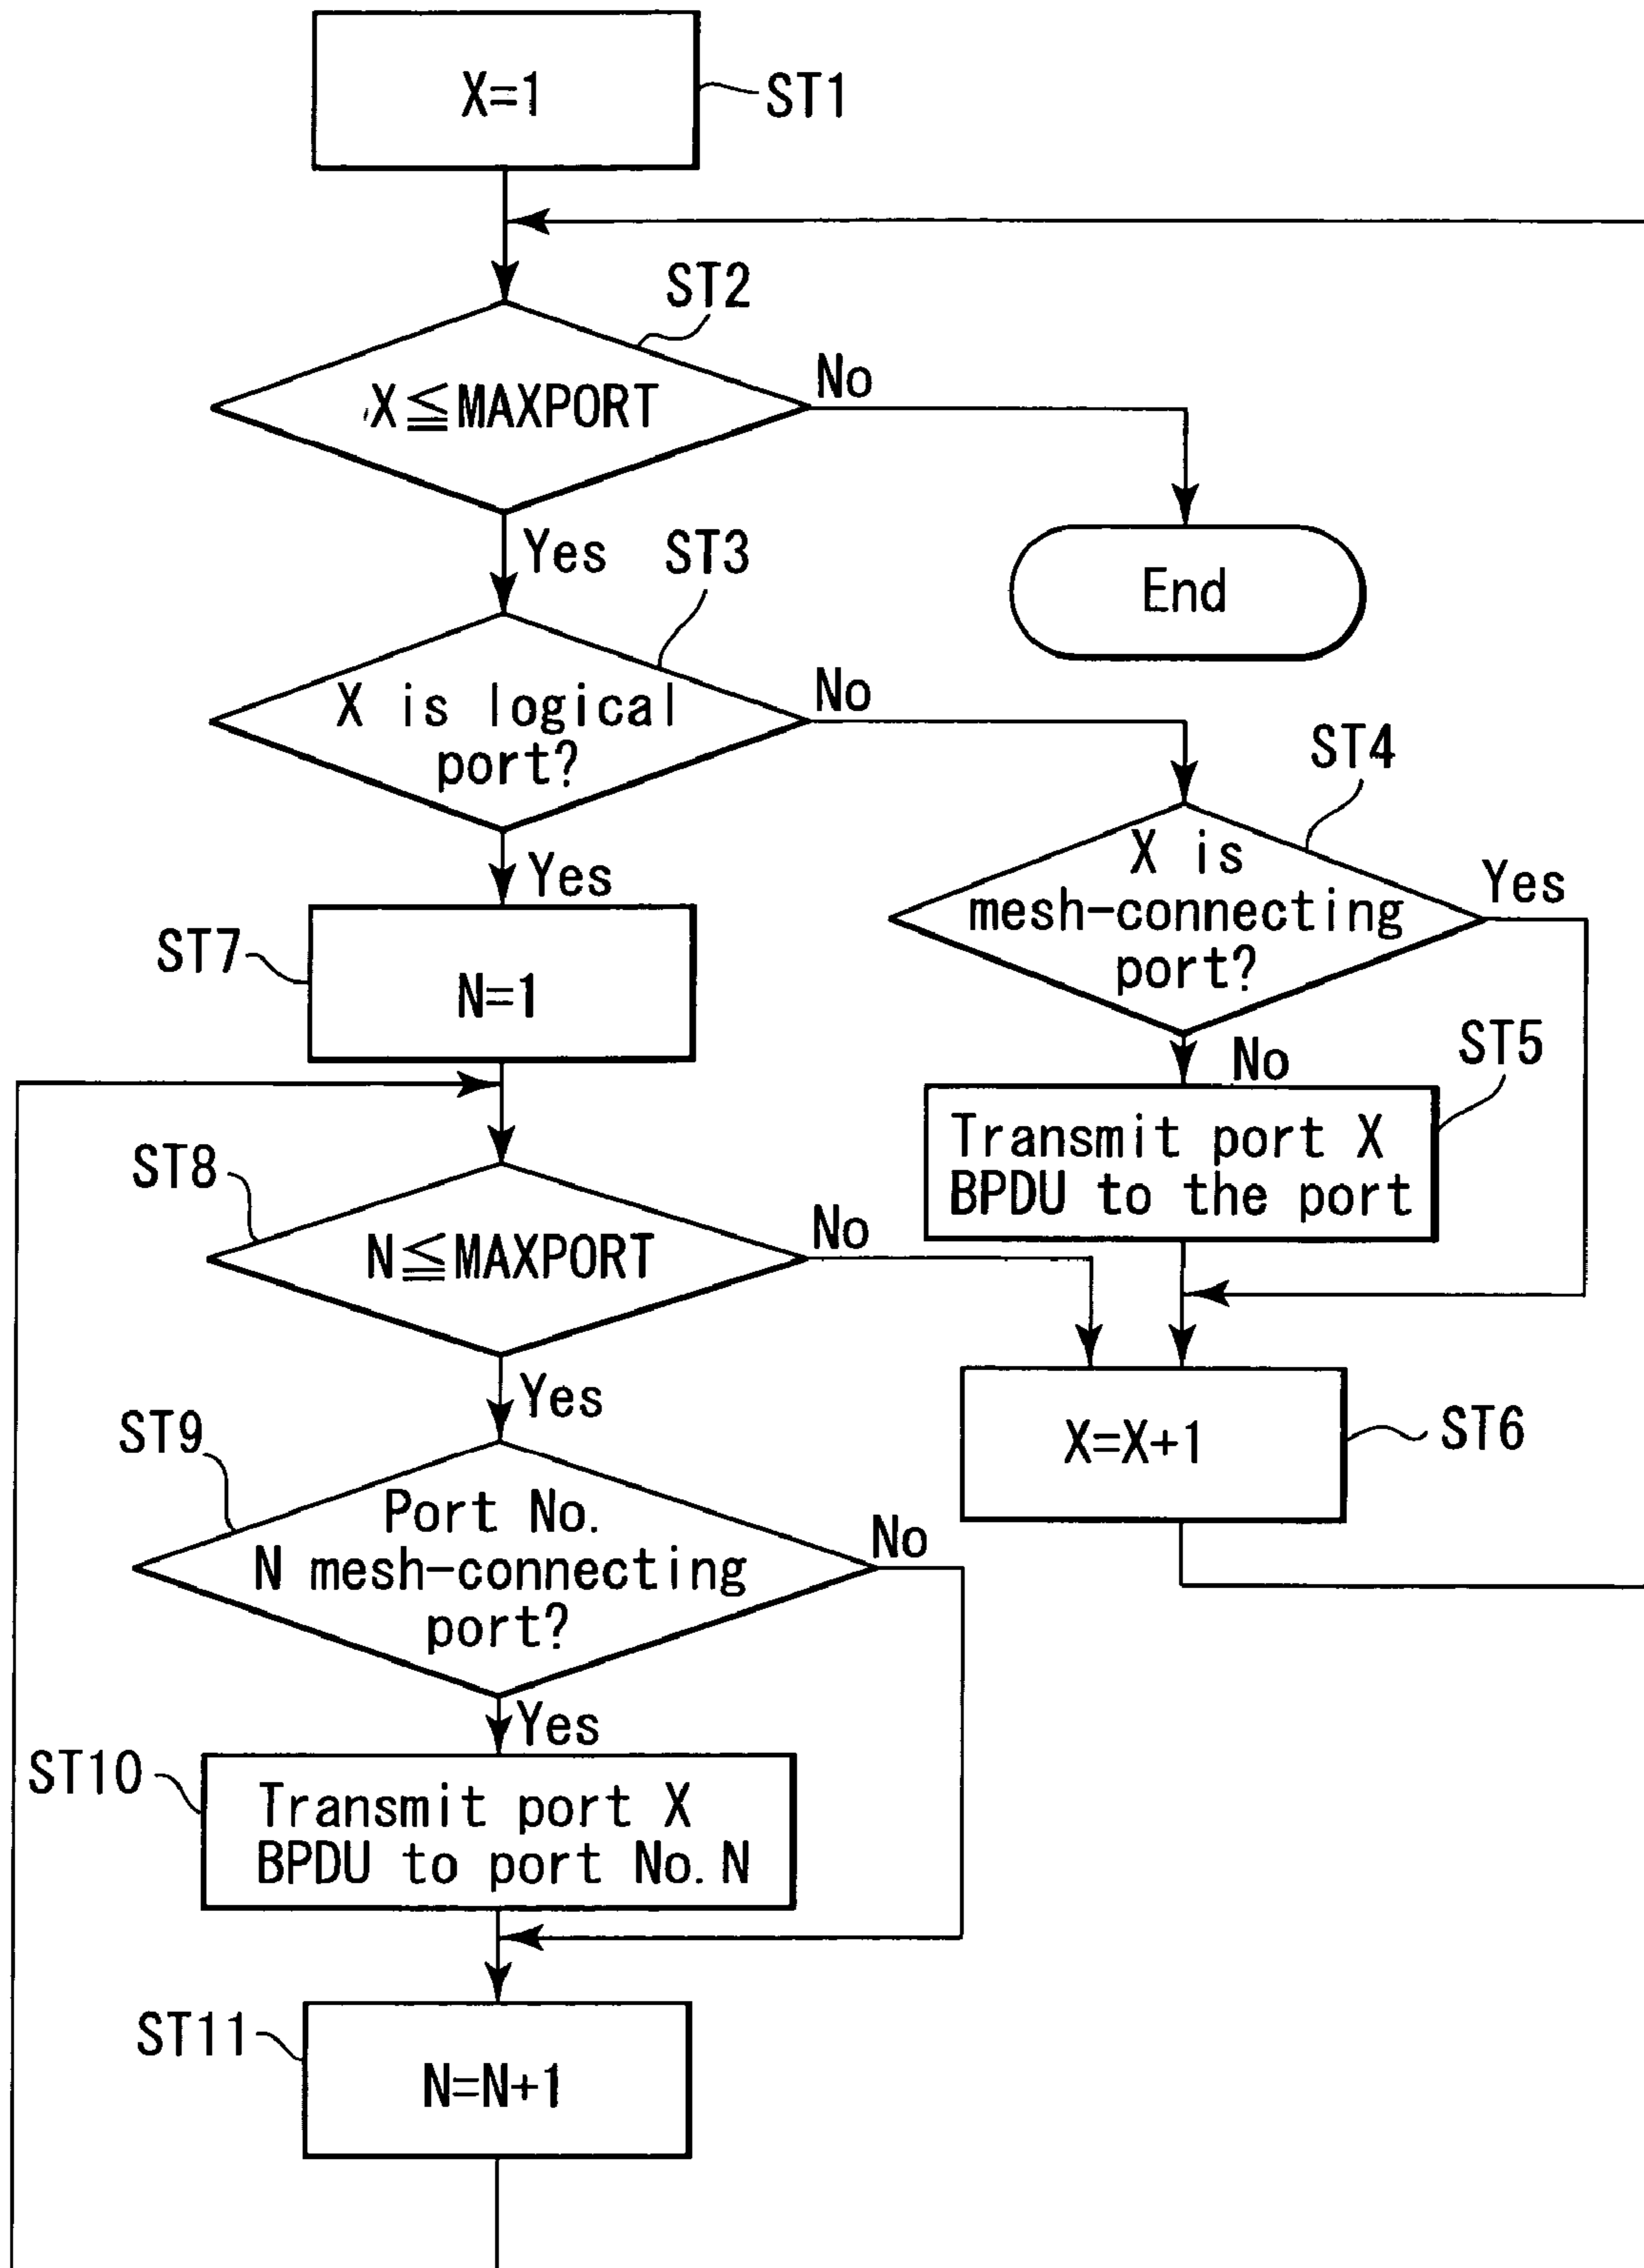 X=1
ST1
ST2
X≦MAXPORT
No
Yes
End
ST3
X is logical
port?
No
Yes
ST4
X is
mesh-connecting
port?
Yes
No
ST5
Transmit port X
BPDU to the port
ST7
N=1
ST8
N≦MAXPORT
No
Yes
X=X+1
ST6
ST9
Port No.
N mesh-connecting
port?
No
Yes
ST10
Transmit port X
BPDU to port No. N
ST11
N=N+1